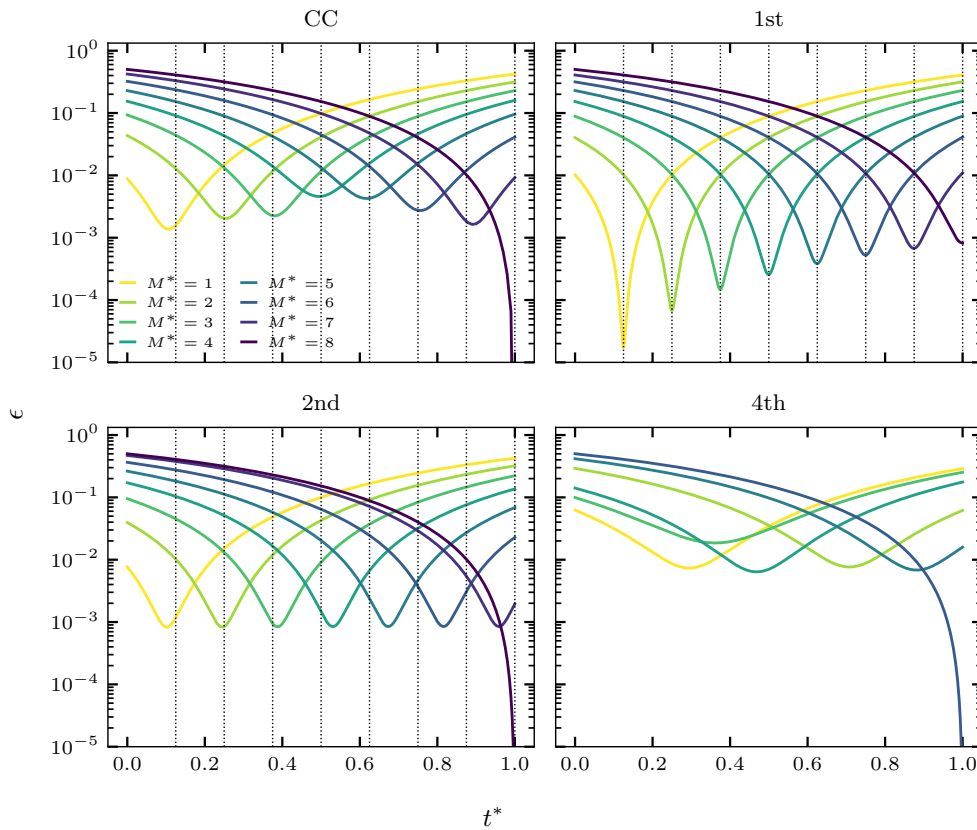 CC
1st
10^0
10^-1
10^-2
10^-3
10^-4
10^-5
M* = 1
M* = 2
M* = 3
M* = 4
M* = 5
M* = 6
M* = 7
M* = 8
ϵ
2nd
4th
10^0
10^-1
10^-2
10^-3
10^-4
10^-5
0.0 0.2 0.4 0.6 0.8 1.0
0.0 0.2 0.4 0.6 0.8 1.0
t*